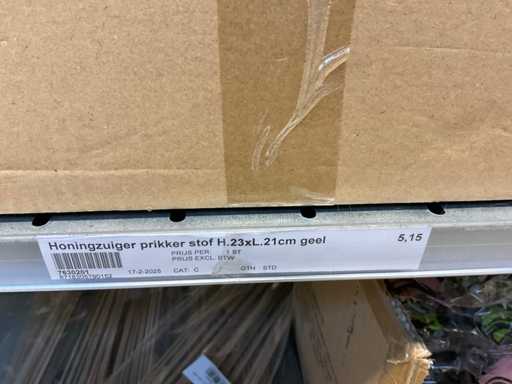 Honingzuiger prikker stof H.23xL.21cm geel 5,15
PRIJS PER: 1 ST
PRIJS EXCL. BTW
7630201
17-2-2025 CAT: C OTH : STD